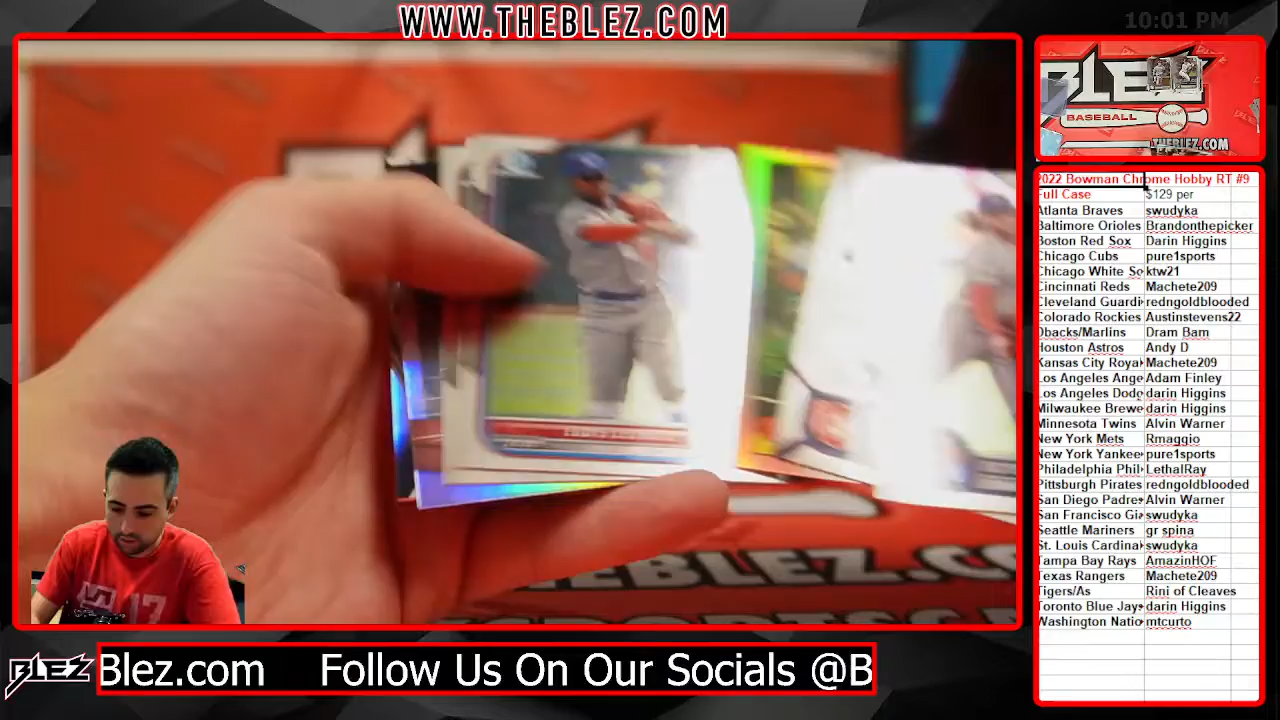 WWW.THEBLEZ.COM
10:01 PM
BLEZ
BASEBALL
THEBLEZ.COM
2022 Bowman Chrome Hobby RT #9
Full Case $129 per
Atlanta Braves swudyka
Baltimore Orioles Brandonthepicker
Boston Red Sox Darin Higgins
Chicago Cubs pure1sports
Chicago White So ktw21
Cincinnati Reds Machete209
Cleveland Guardi redngoldblooded
Colorado Rockies Austinstevens22
Dbacks/Marlins Dram Bam
Houston Astros Andy D
Kansas City Roya Machete209
Los Angeles Ange Adam Finley
Los Angeles Dodg darin Higgins
Milwaukee Brewe darin Higgins
Minnesota Twins Alvin Warner
New York Mets Rmaggio
New York Yankee pure1sports
Philadelphia Phil LethalRay
Pittsburgh Pirates redngoldblooded
San Diego Padre Alvin Warner
San Francisco Gi swudyka
Seattle Mariners gr spina
St. Louis Cardina swudyka
Tampa Bay Rays AmazinHOF
Texas Rangers Machete209
Tigers/As Rini of Cleaves
Toronto Blue Jay darin Higgins
Washington Natio mtcurto
THEBLEZ.CO
BLEZ
Blez.com Follow Us On Our Socials @B